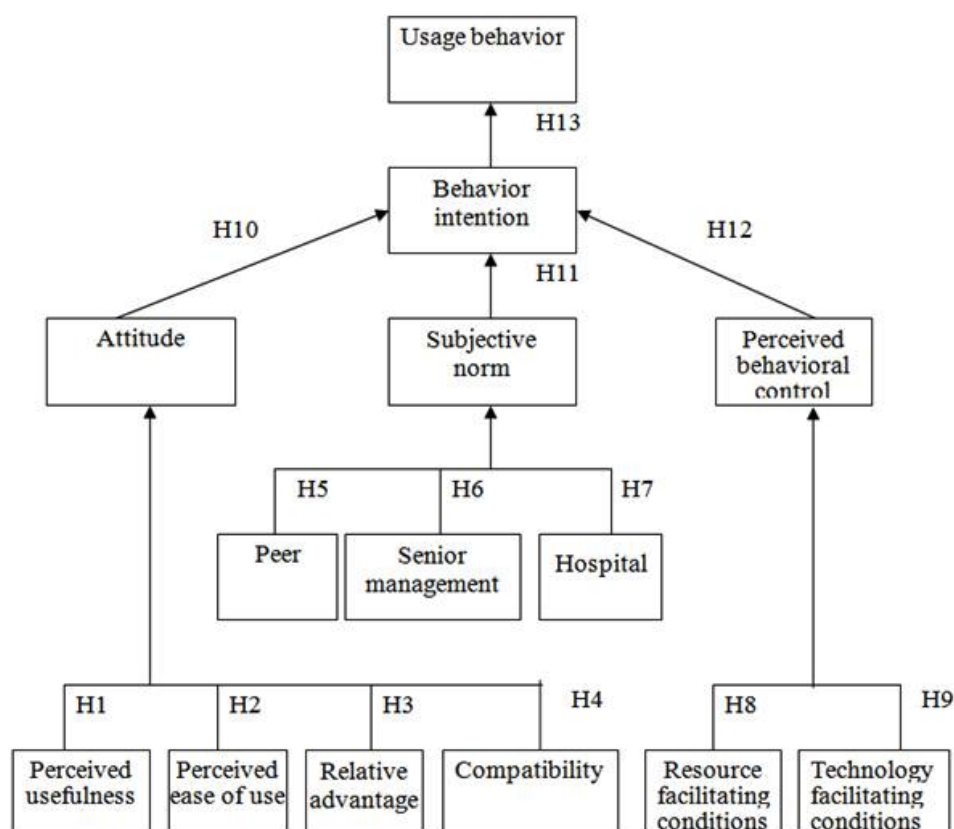 Usage behavior
H13
Behavior
intention
H10
H12
H11
Attitude
Subjective
norm
Perceived
behavioral
control
H5
H6
H7
Peer
Senior
management
Hospital
H1
H2
H3
H4
H8
H9
Perceived
usefulness
Perceived
ease of use
Relative
advantage
Compatibility
Resource
facilitating
conditions
Technology
facilitating
conditions